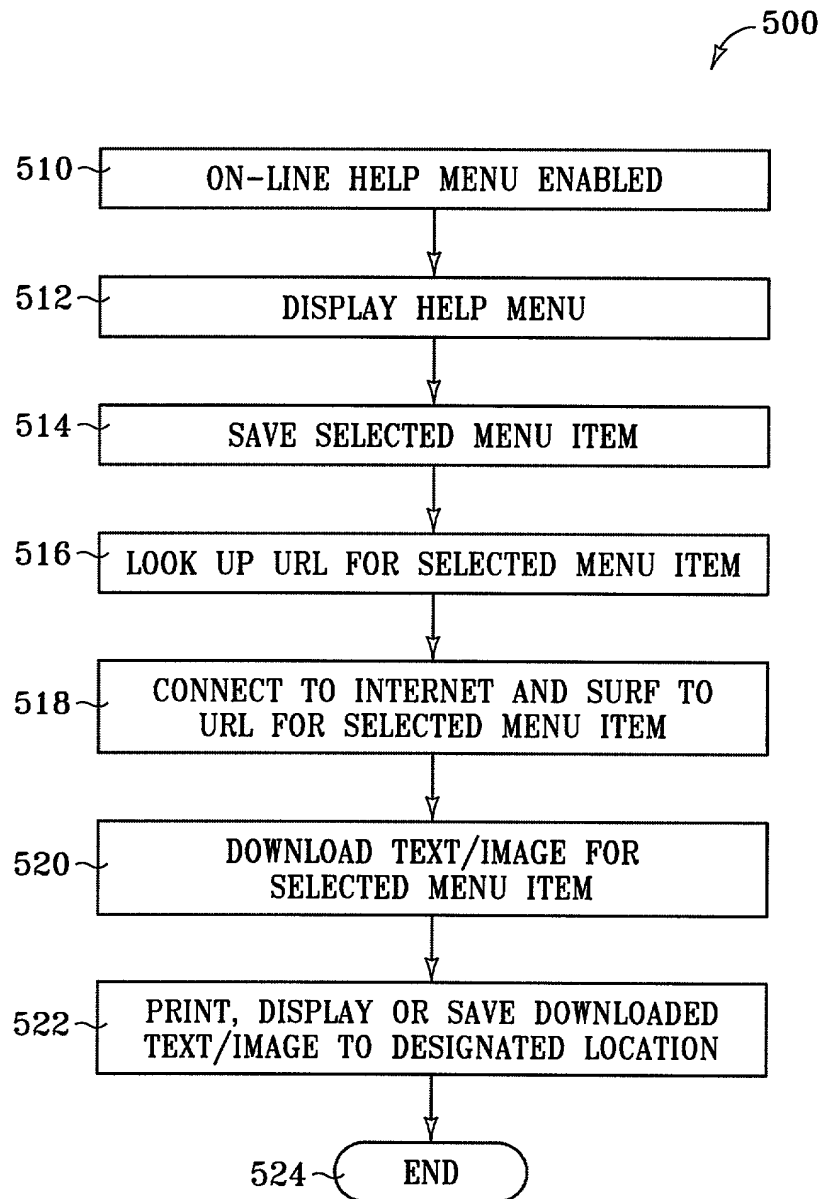 500
510
ON-LINE HELP MENU ENABLED
512
DISPLAY HELP MENU
514
SAVE SELECTED MENU ITEM
516
LOOK UP URL FOR SELECTED MENU ITEM
518
CONNECT TO INTERNET AND SURF TO
URL FOR SELECTED MENU ITEM
520
DOWNLOAD TEXT/IMAGE FOR
SELECTED MENU ITEM
522
PRINT, DISPLAY OR SAVE DOWNLOADED
TEXT/IMAGE TO DESIGNATED LOCATION
524
END